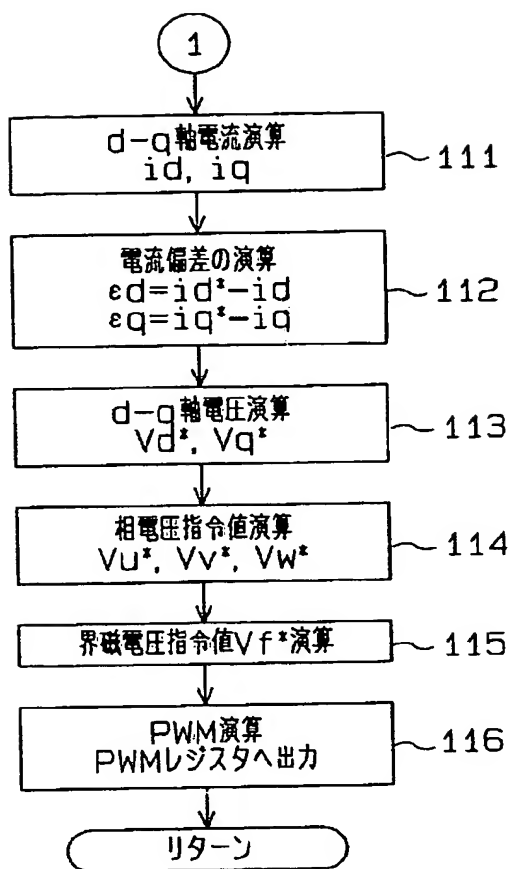 1
d-q軸電流演算
id, iq
111
電流偏差の演算
εd=id*-id
εq=iq*-iq
112
d-q軸電圧演算
Vd*, Vq*
113
相電圧指令値演算
Vu*, Vv*, Vw*
114
界磁電圧指令値Vf*演算
115
PWM演算
PWMレジスタへ出力
116
リターン